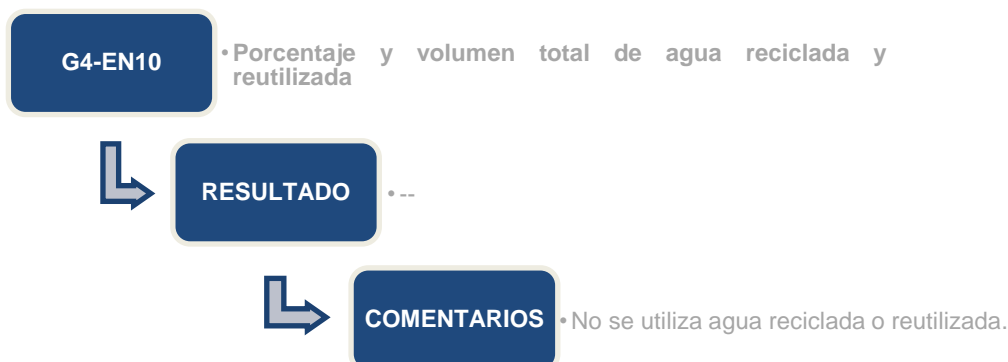 G4-EN10
• Porcentaje y volumen total de agua reciclada y
reutilizada
RESULTADO
• --
COMENTARIOS
• No se utiliza agua reciclada o reutilizada.